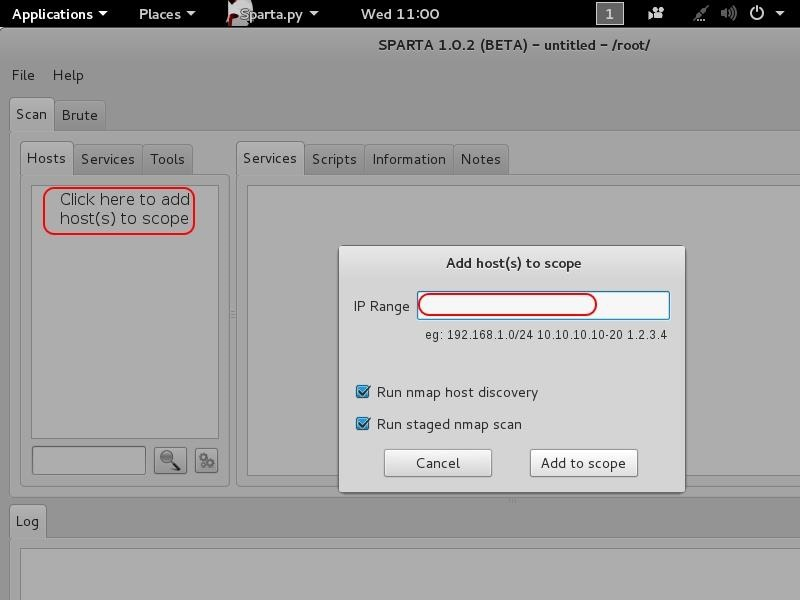 Applications Places Sparta.py Wed 11:00 1
SPARTA 1.0.2 (BETA) - untitled - /root/
File Help
Scan Brute
Hosts Services Tools Services Scripts Information Notes
Click here to add
host(s) to scope
Add host(s) to scope
IP Range
eg: 192.168.1.0/24 10.10.10.10-20 1.2.3.4
Run nmap host discovery
Run staged nmap scan
Cancel Add to scope
Log